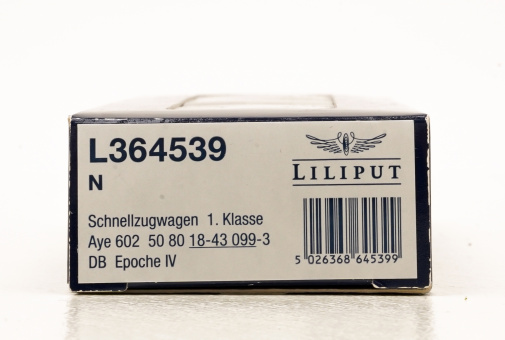 L364539
N
LILIPUT
Schnellzugwagen 1. Klasse
Aye 602 50 80 18-43 099-3
DB Epoche IV
5 026368 645399